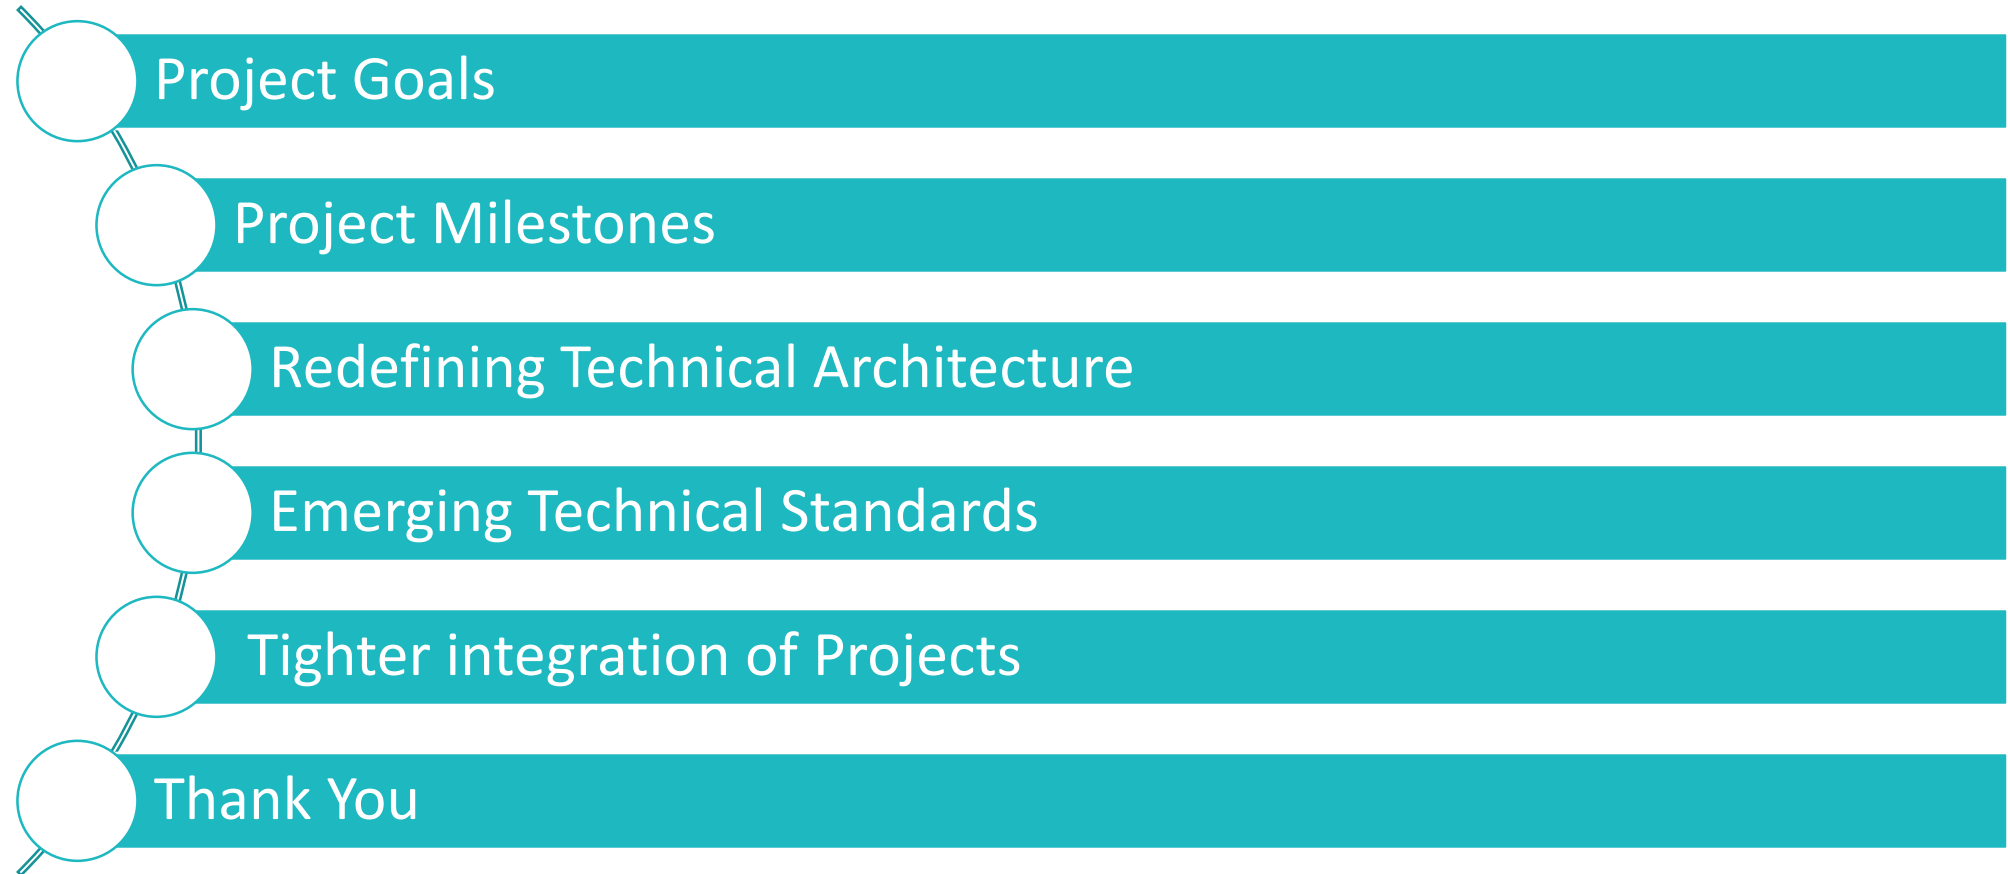 Project Goals
Project Milestones
Redefining Technical Architecture
Emerging Technical Standards
Tighter integration of Projects
Thank You